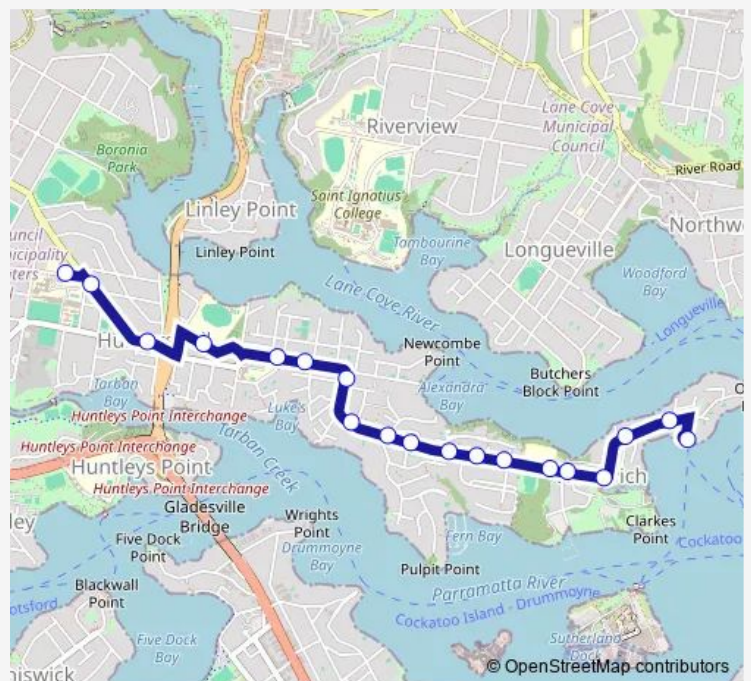 Riverview
Lane Cove
Municipal
Council
Boronia
Park
River Road
Saint Ignatius'
College
Linley Point
Linley Point
Tambourine
Bay
Longueville
Northw
Woodford
Bay
Longueville
Lane Cove River
Newcombe
Point
Butchers
Block Point
Alexandra
Bay
Tarban
Bay
Luke's
Bay
Huntleys Point Interchange
Huntleys Point Interchange
Huntleys Point Interchange
Huntleys Point
Tarban Creek
Gladesville
Bridge
ley
Five Dock
Point
Wrights
Point
Drummoyne
Bay
Fern Bay
ich
Clarkes
Point
Cockatoo
Pulpit Point
Parramatta River
Cockatoo Island - Drummoyne
Blackwall
Point
otsford
Five Dock
Bay
Sutherland
Dock
niswick
© OpenStreetMap contributors